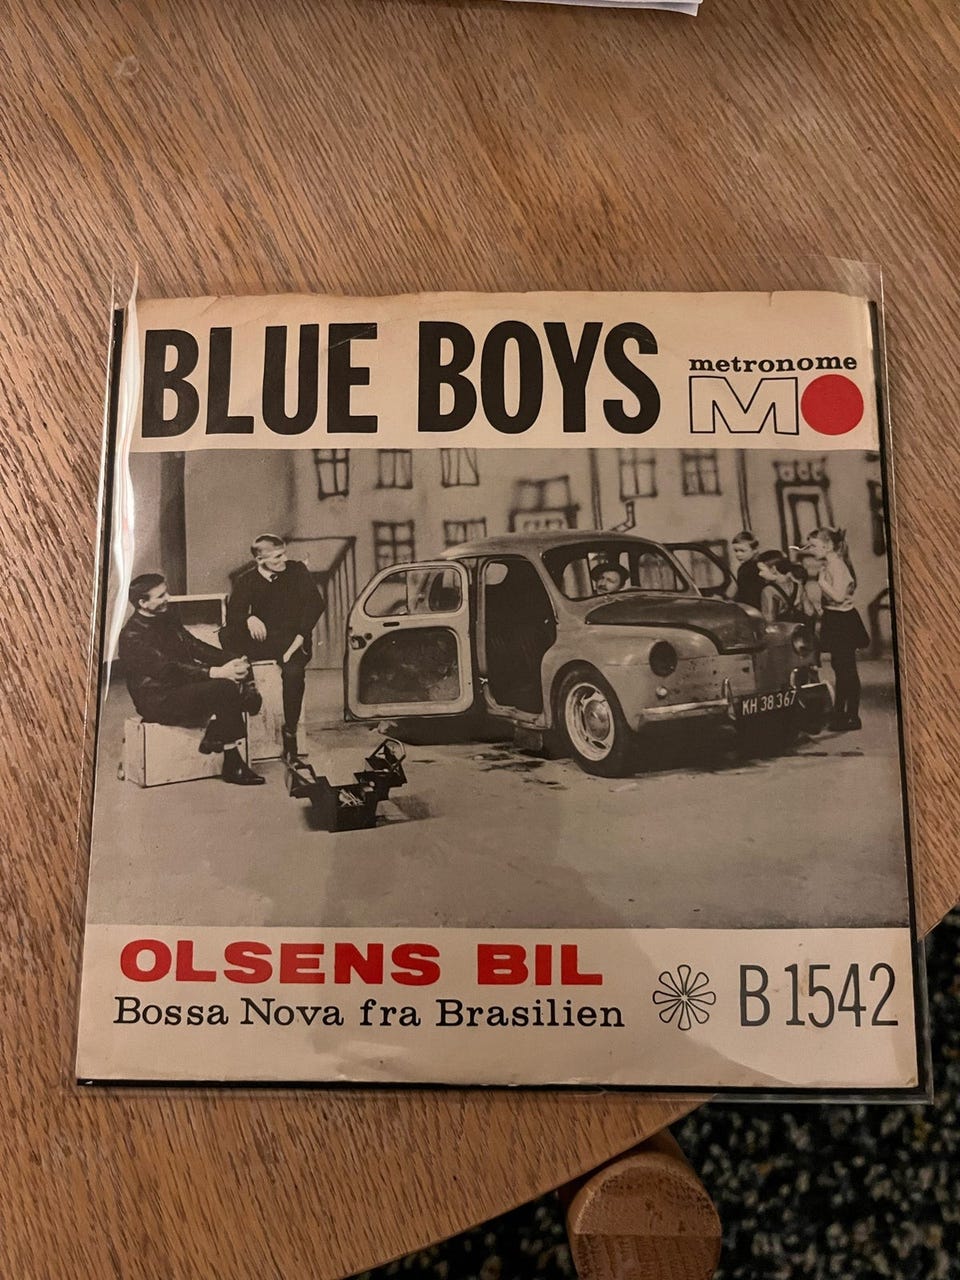 BLUE BOYS
metronome
M
KH 38 367
OLSENS BIL
Bossa Nova fra Brasilien
B 1542